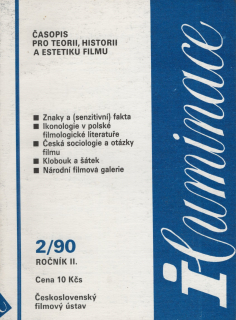 ČASOPIS
PRO TEORII, HISTORII
A ESTETIKU FILMU
■ Znaky a (senzitivní) fakta
■ Ikonologie v polské
filmologické literatuře
■ Česká sociologie a otázky
filmu
■ Klobouk a šátek
■ Národní filmová galerie
2/90
ROČNÍK II.
Cena 10 Kčs
Československý
filmový ústav
iluminace